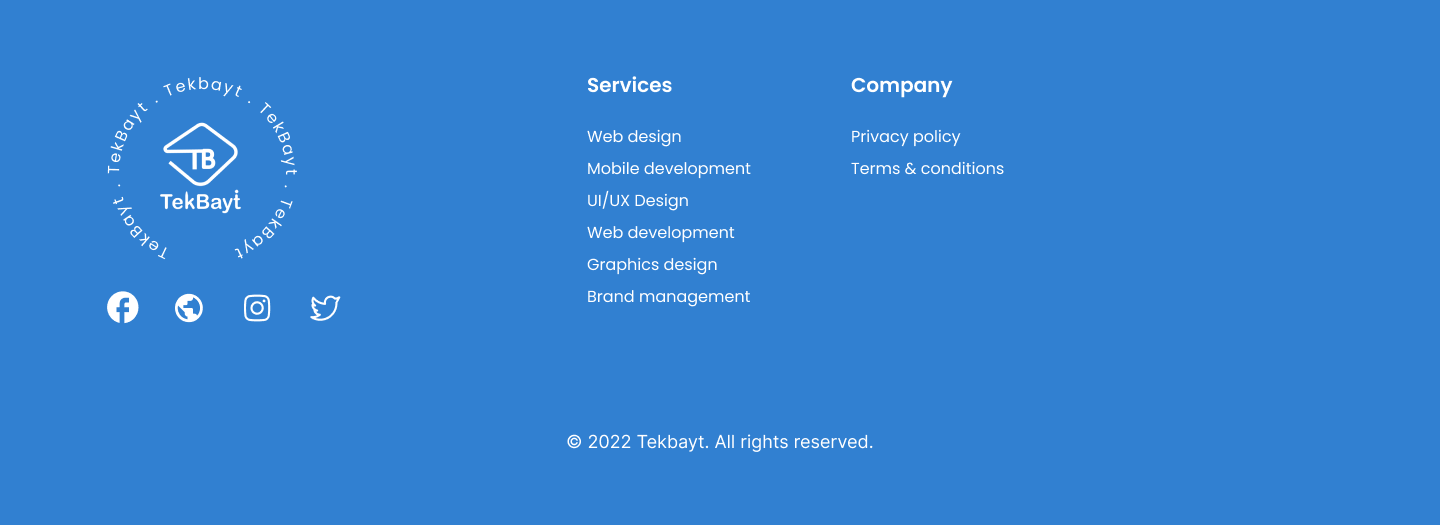 TekBayt · TekBayt · Tekbayt · TekBayt · TekBayt
TB
TekBayt
Services
Web design
Mobile development
UI/UX Design
Web development
Graphics design
Brand management
Company
Privacy policy
Terms & conditions
© 2022 Tekbayt. All rights reserved.